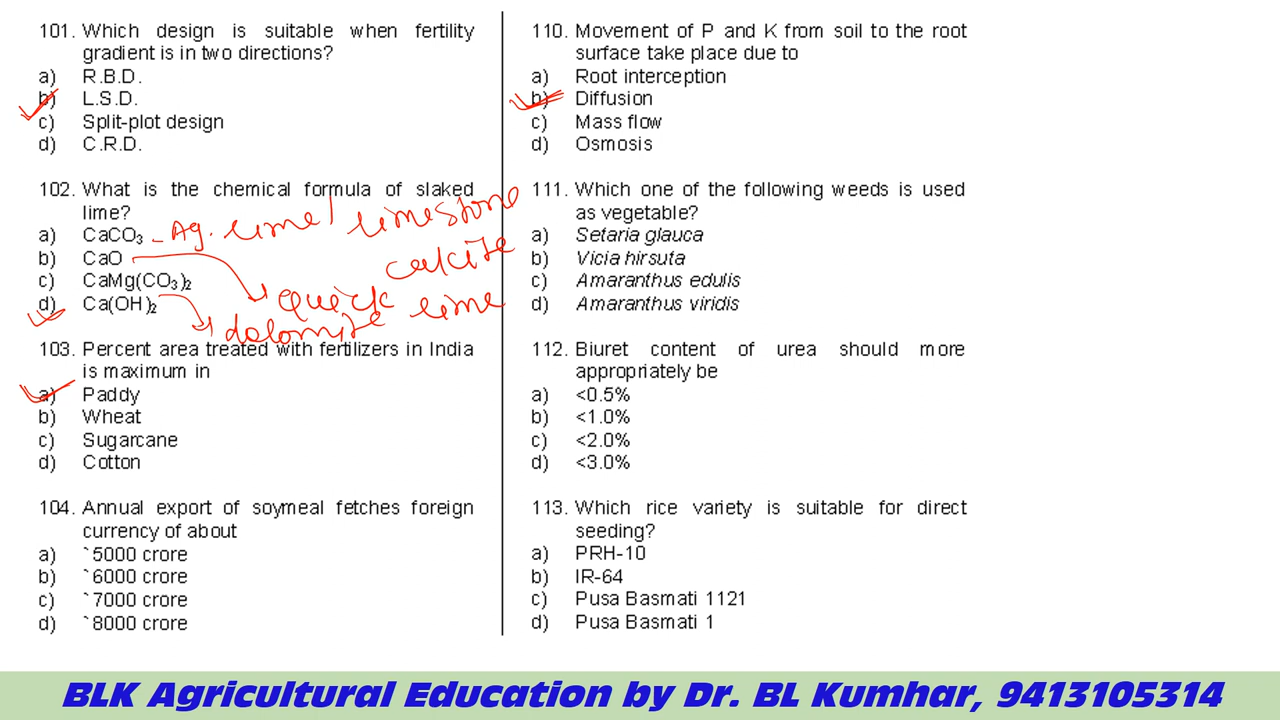 101. Which design is suitable when fertility
gradient is in two directions?
a) R.B.D.
b) L.S.D.
c) Split-plot design
d) C.R.D.
102. What is the chemical formula of slaked
lime?
a) CaCO₃ - Ag. lime / limestone
calcite
b) CaO
quick lime
c) CaMg(CO₃)₂
dolomite
d) Ca(OH)₂
103. Percent area treated with fertilizers in India
is maximum in
a) Paddy
b) Wheat
c) Sugarcane
d) Cotton
104. Annual export of soymeal fetches foreign
currency of about
a) `5000 crore
b) `6000 crore
c) `7000 crore
d) `8000 crore
110. Movement of P and K from soil to the root
surface take place due to
a) Root interception
b) Diffusion
c) Mass flow
d) Osmosis
111. Which one of the following weeds is used
as vegetable?
a) Setaria glauca
b) Vicia hirsuta
c) Amaranthus edulis
d) Amaranthus viridis
112. Biuret content of urea should more
appropriately be
a) <0.5%
b) <1.0%
c) <2.0%
d) <3.0%
113. Which rice variety is suitable for direct
seeding?
a) PRH-10
b) IR-64
c) Pusa Basmati 1121
d) Pusa Basmati 1
BLK Agricultural Education by Dr. BL Kumhar, 9413105314